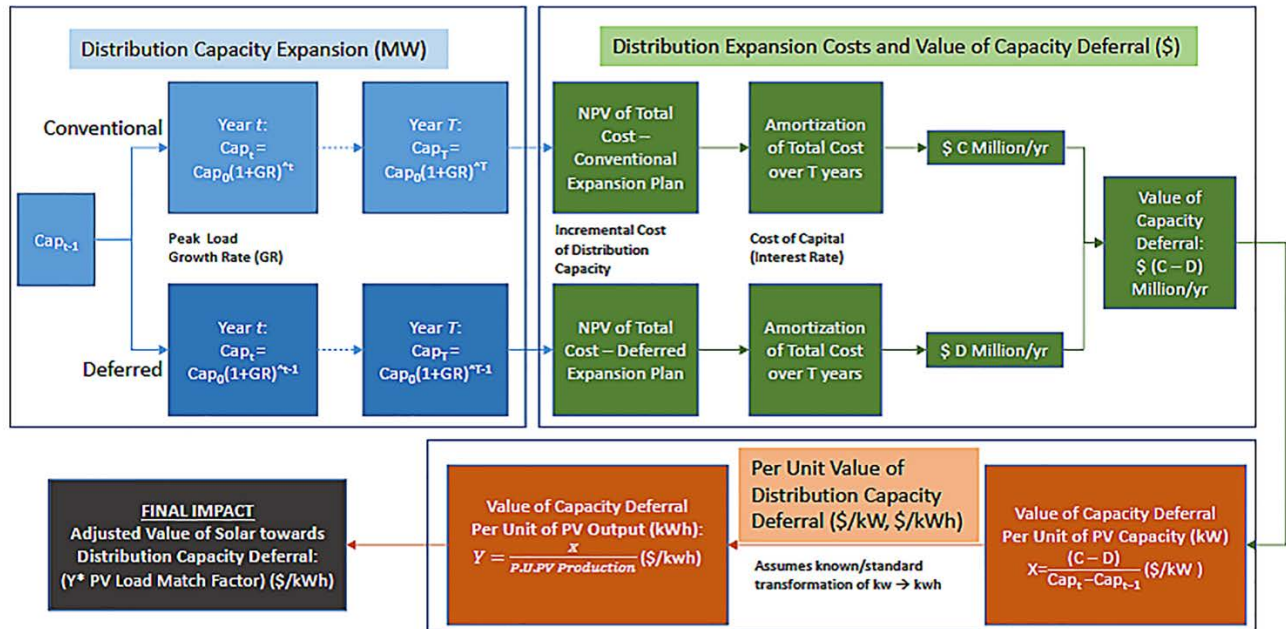 Distribution Capacity Expansion (MW)
Conventional
Cap_t-1
Year t:
Cap_t=
Cap_0(1+GR)^t
Year T:
Cap_T=
Cap_0(1+GR)^T
Peak Load
Growth Rate (GR)
Deferred
Year t:
Cap_t=
Cap_0(1+GR)^t-1
Year T:
Cap_T=
Cap_0(1+GR)^T-1
Distribution Expansion Costs and Value of Capacity Deferral ($)
NPV of Total
Cost –
Conventional
Expansion Plan
Amortization
of Total Cost
over T years
$ C Million/yr
Incremental Cost
of Distribution
Capacity
Cost of Capital
(Interest Rate)
NPV of Total
Cost – Deferred
Expansion Plan
Amortization
of Total Cost
over T years
$ D Million/yr
Value of
Capacity
Deferral:
$ (C – D)
Million/yr
Value of Capacity Deferral
Per Unit of PV Capacity (kW)
X=(C – D)/(Cap_t –Cap_t-1) ($/kW )
Per Unit Value of
Distribution Capacity
Deferral ($/kW, $/kWh)
Assumes known/standard
transformation of kw → kwh
Value of Capacity Deferral
Per Unit of PV Output (kWh):
Y = X/(P.U.PV Production) ($/kwh)
FINAL IMPACT
Adjusted Value of Solar towards
Distribution Capacity Deferral:
(Y* PV Load Match Factor) ($/kWh)